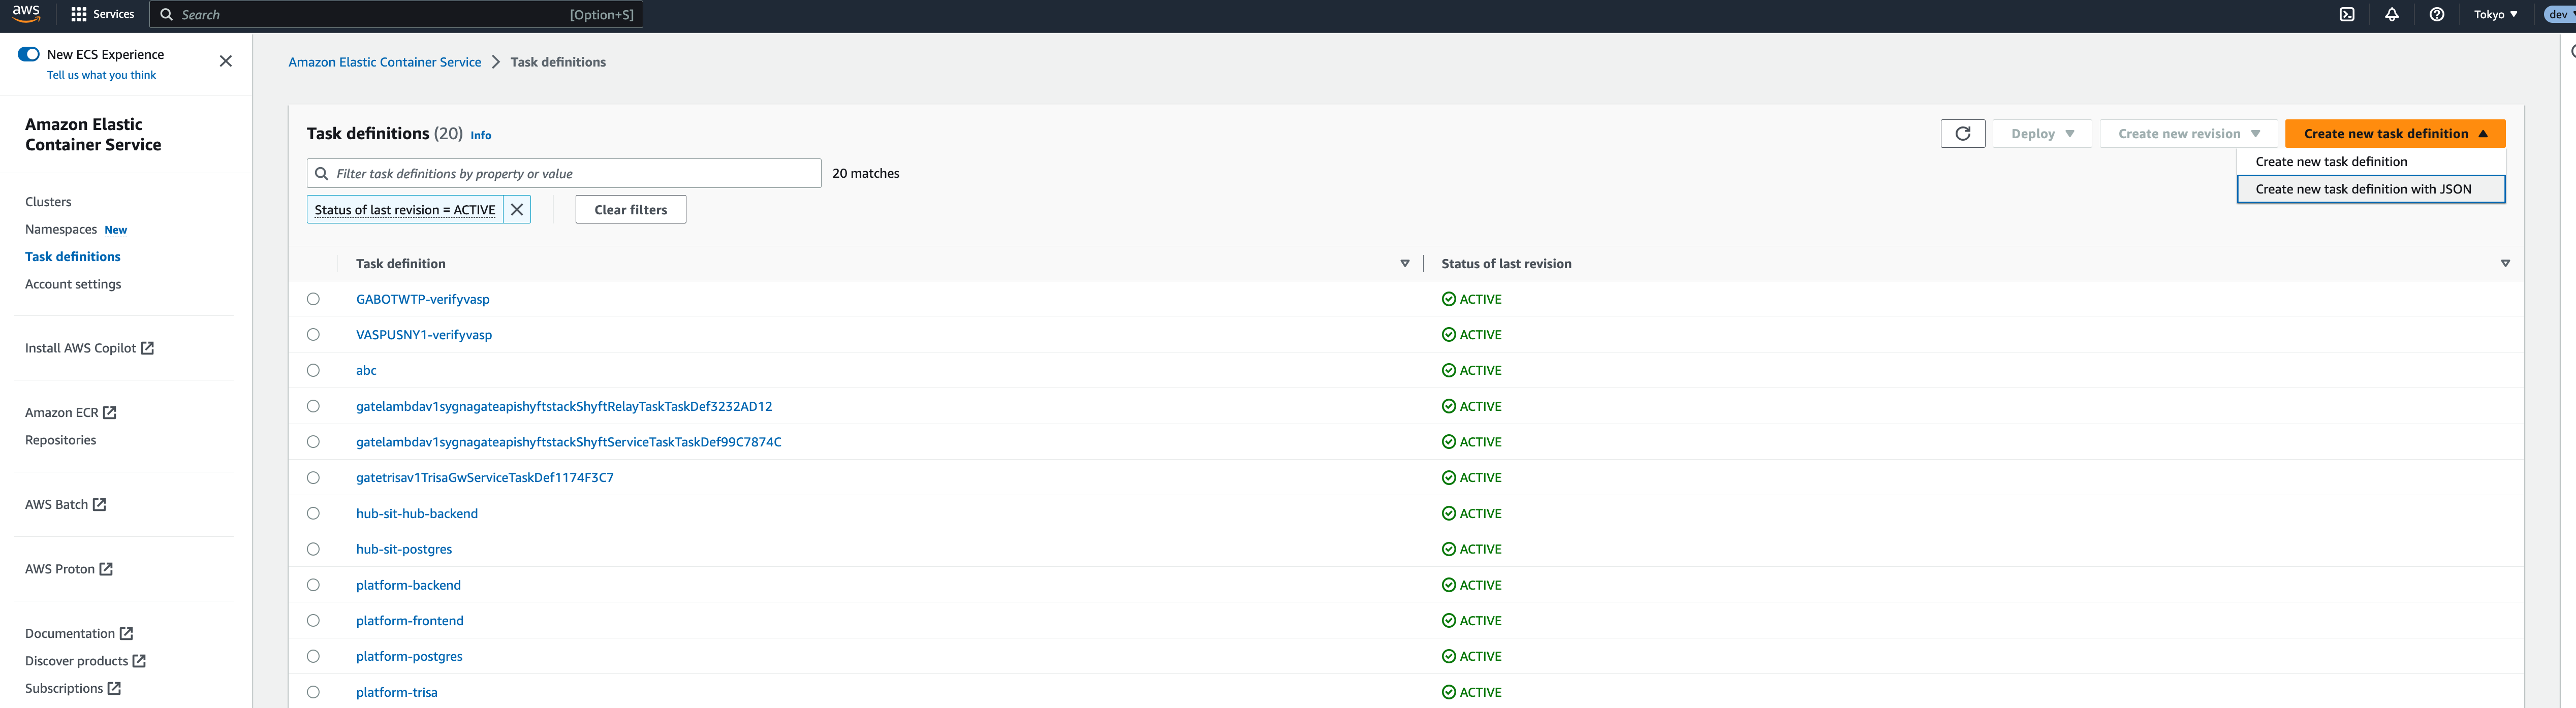 aws
Services
Search
[Option+S]
Tokyo
dev
New ECS Experience
Tell us what you think
Amazon Elastic
Container Service
Clusters
Namespaces New
Task definitions
Account settings
Install AWS Copilot
Amazon ECR
Repositories
AWS Batch
AWS Proton
Documentation
Discover products
Subscriptions
Amazon Elastic Container Service
Task definitions
Task definitions (20) Info
Deploy
Create new revision
Create new task definition
Create new task definition
Create new task definition with JSON
Filter task definitions by property or value
20 matches
Status of last revision = ACTIVE
Clear filters
Task definition
Status of last revision
GABOTWTP-verifyvasp ACTIVE
VASPUSNY1-verifyvasp ACTIVE
abc ACTIVE
gatelambdav1sygnagateapishyftstackShyftRelayTaskTaskDef3232AD12 ACTIVE
gatelambdav1sygnagateapishyftstackShyftServiceTaskTaskDef99C7874C ACTIVE
gatetrisav1TrisaGwServiceTaskDef1174F3C7 ACTIVE
hub-sit-hub-backend ACTIVE
hub-sit-postgres ACTIVE
platform-backend ACTIVE
platform-frontend ACTIVE
platform-postgres ACTIVE
platform-trisa ACTIVE